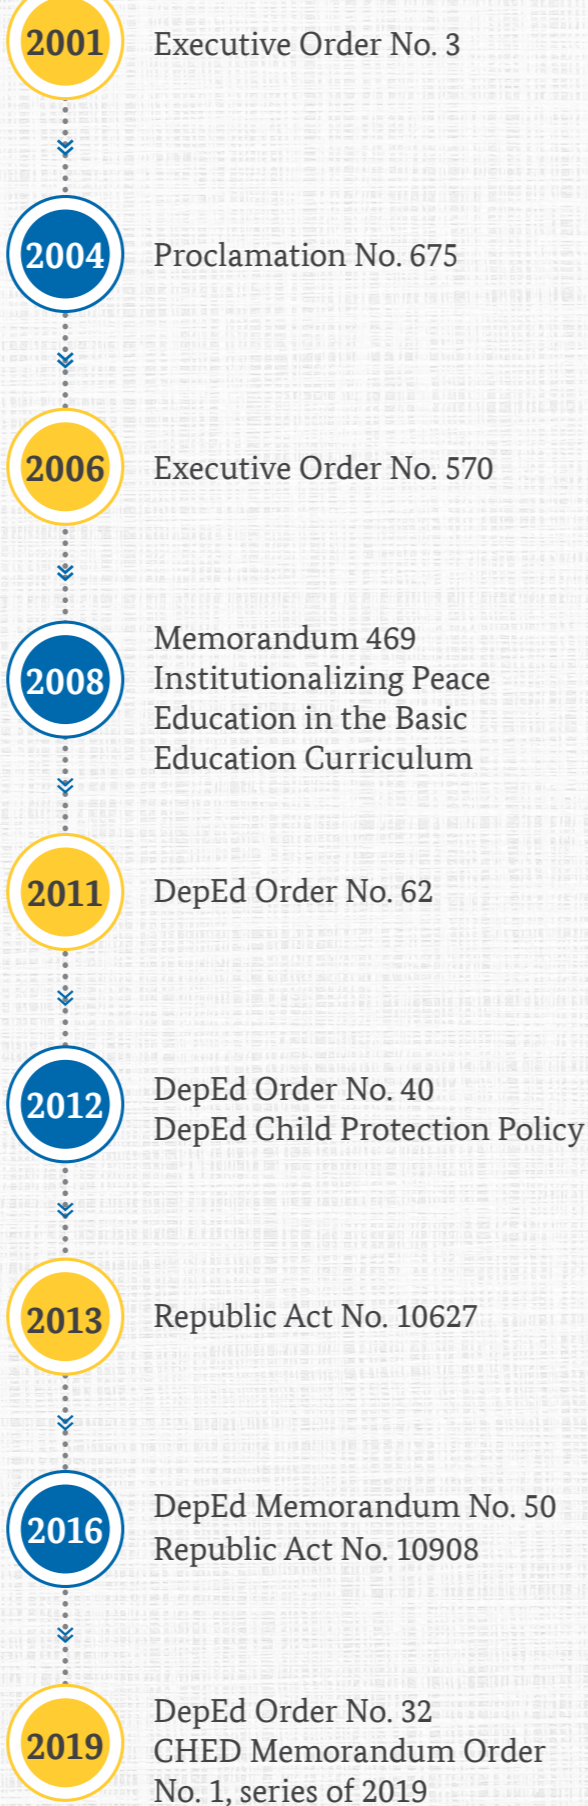 2001
Executive Order No. 3
2004
Proclamation No. 675
2006
Executive Order No. 570
2008
Memorandum 469
Institutionalizing Peace
Education in the Basic
Education Curriculum
2011
DepEd Order No. 62
2012
DepEd Order No. 40
DepEd Child Protection Policy
2013
Republic Act No. 10627
2016
DepEd Memorandum No. 50
Republic Act No. 10908
2019
DepEd Order No. 32
CHED Memorandum Order
No. 1, series of 2019